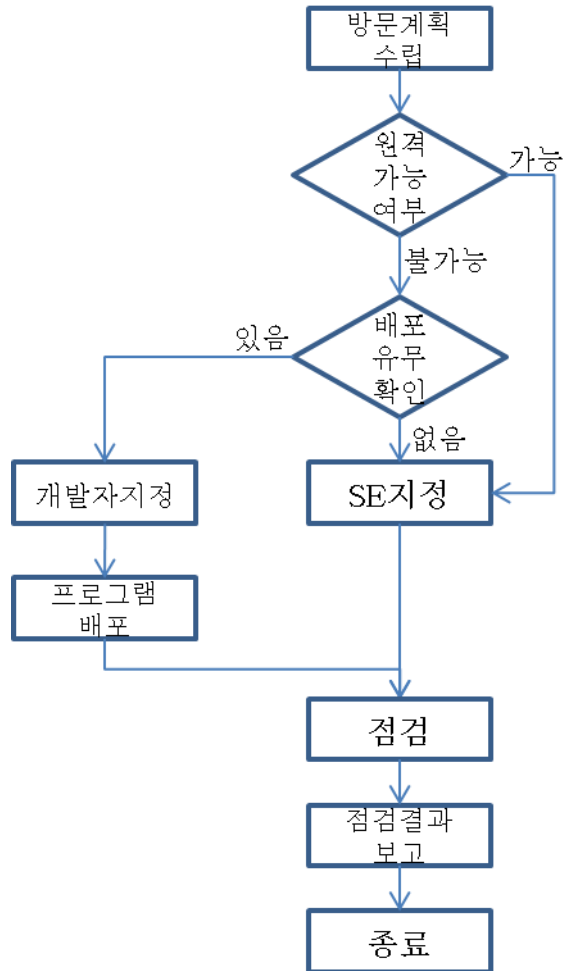 방문계획
수립
원격
가능
여부
가능
불가능
배포
유무
확인
있음
없음
개발자지정
SE지정
프로그램
배포
점검
점검결과
보고
종료